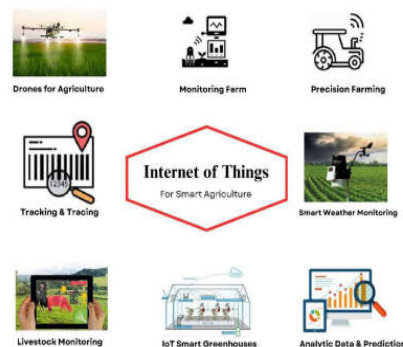 Drones for Agriculture
Monitoring Farm
Precision Farming
12345
Tracking & Tracing
Internet of Things
For Smart Agriculture
Smart Weather Monitoring
Livestock Monitoring
IoT Smart Greenhouses
Analytic Data & Prediction